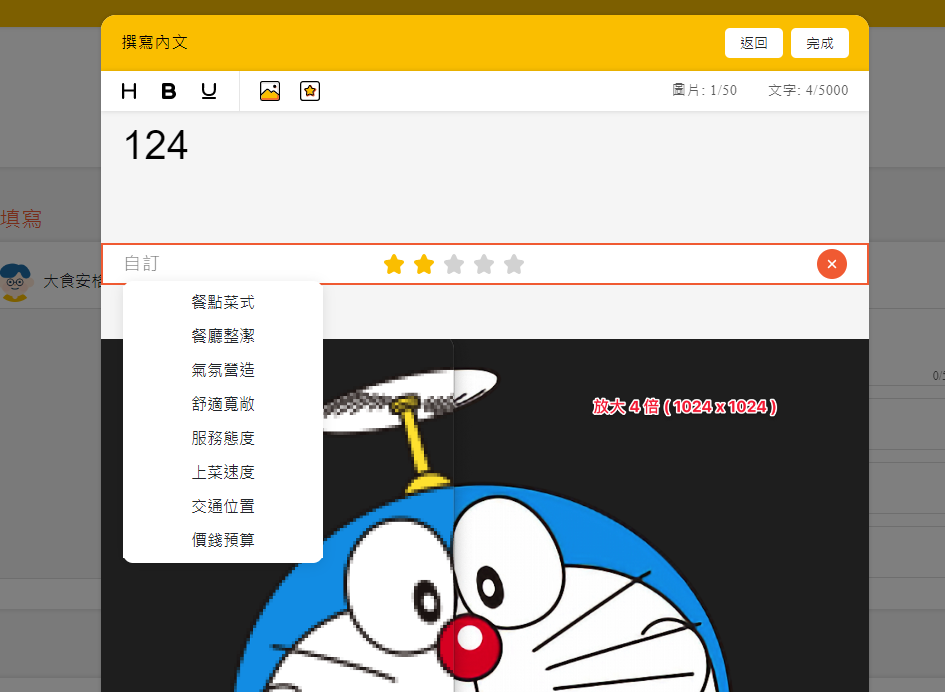 撰寫內文
返回
完成
H B U
圖片: 1/50
文字: 4/5000
124
填寫
自訂
大食安格
餐點菜式
餐廳整潔
氣氛營造
舒適寬敞
服務態度
上菜速度
交通位置
價錢預算
放大 4 倍 ( 1024 x 1024 )